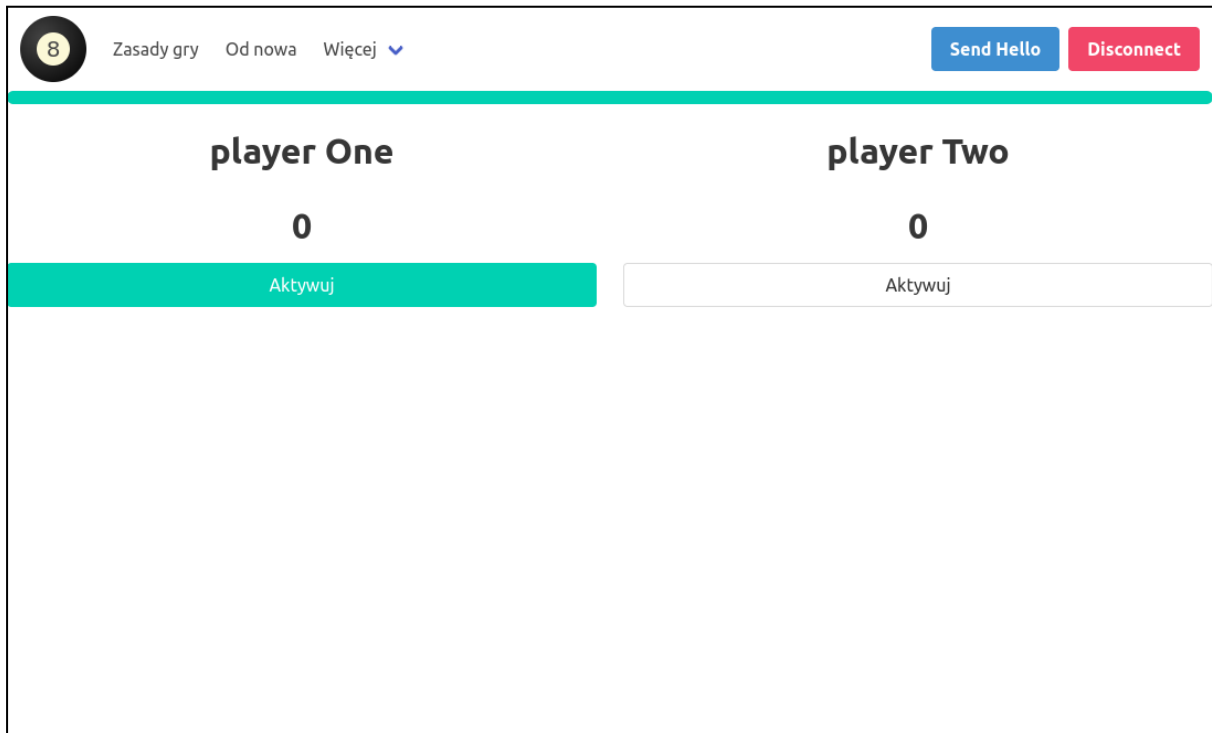 8 Zasady gry Od nowa Więcej Send Hello Disconnect
player One player Two
0 0
Aktywuj Aktywuj